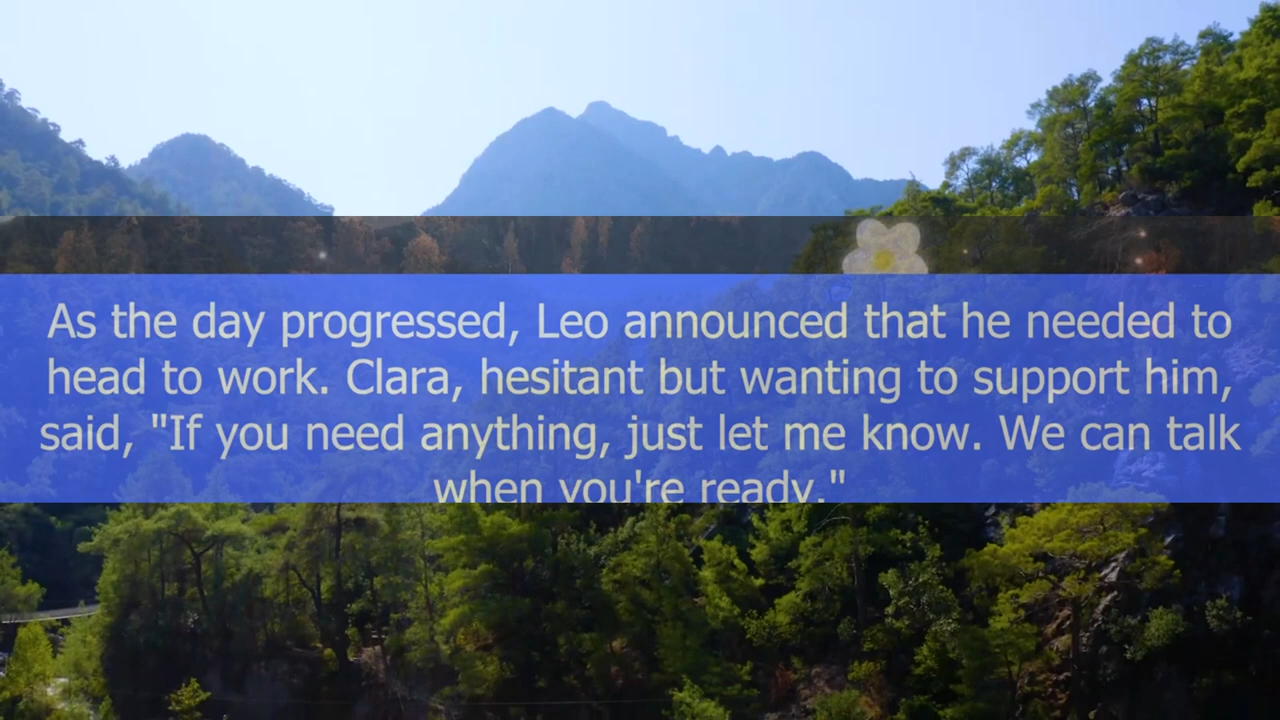 As the day progressed, Leo announced that he needed to
head to work. Clara, hesitant but wanting to support him,
said, "If you need anything, just let me know. We can talk
when you're ready."